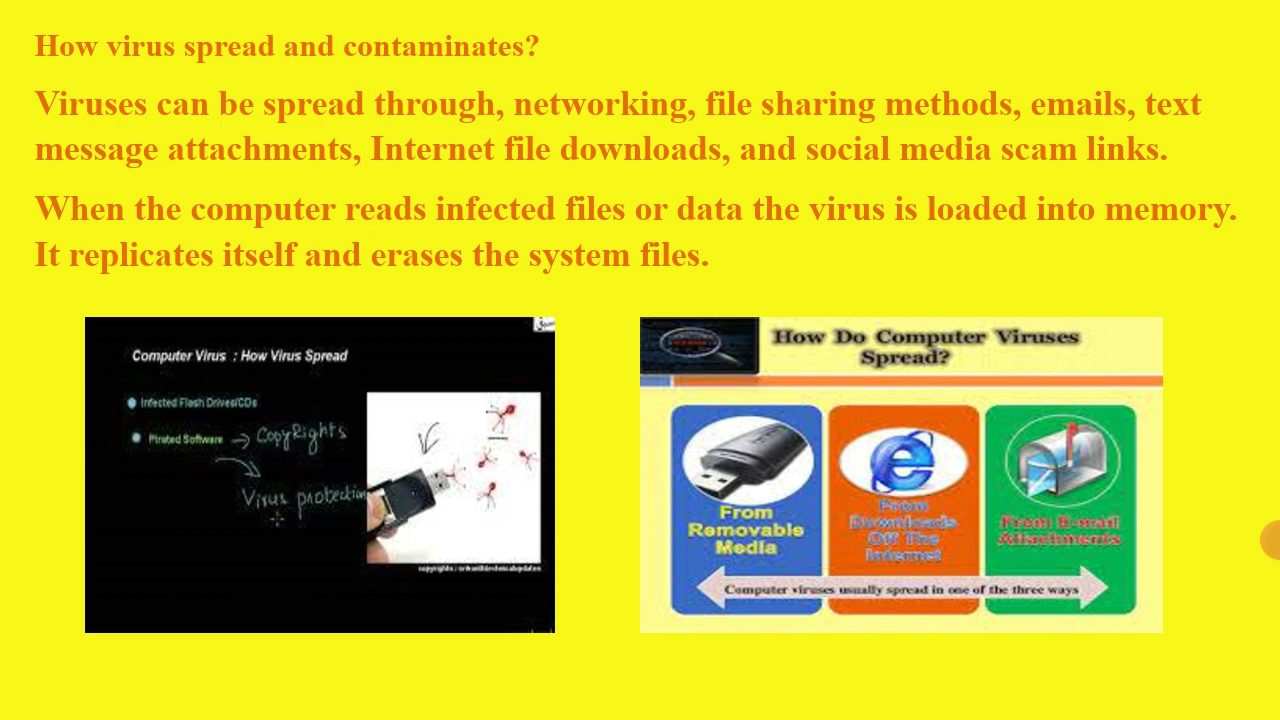 How virus spread and contaminates?
Viruses can be spread through, networking, file sharing methods, emails, text
message attachments, Internet file downloads, and social media scam links.
When the computer reads infected files or data the virus is loaded into memory.
It replicates itself and erases the system files.
Computer Virus : How Virus Spread
Infected Flash Drives/CDs
Pirated Software → CopyRights
Virus protection
How Do Computer Viruses
Spread?
From
Removable
Media
From
Downloads
Off The
Internet
From E-mail
Attachments
Computer viruses usually spread in one of the three ways